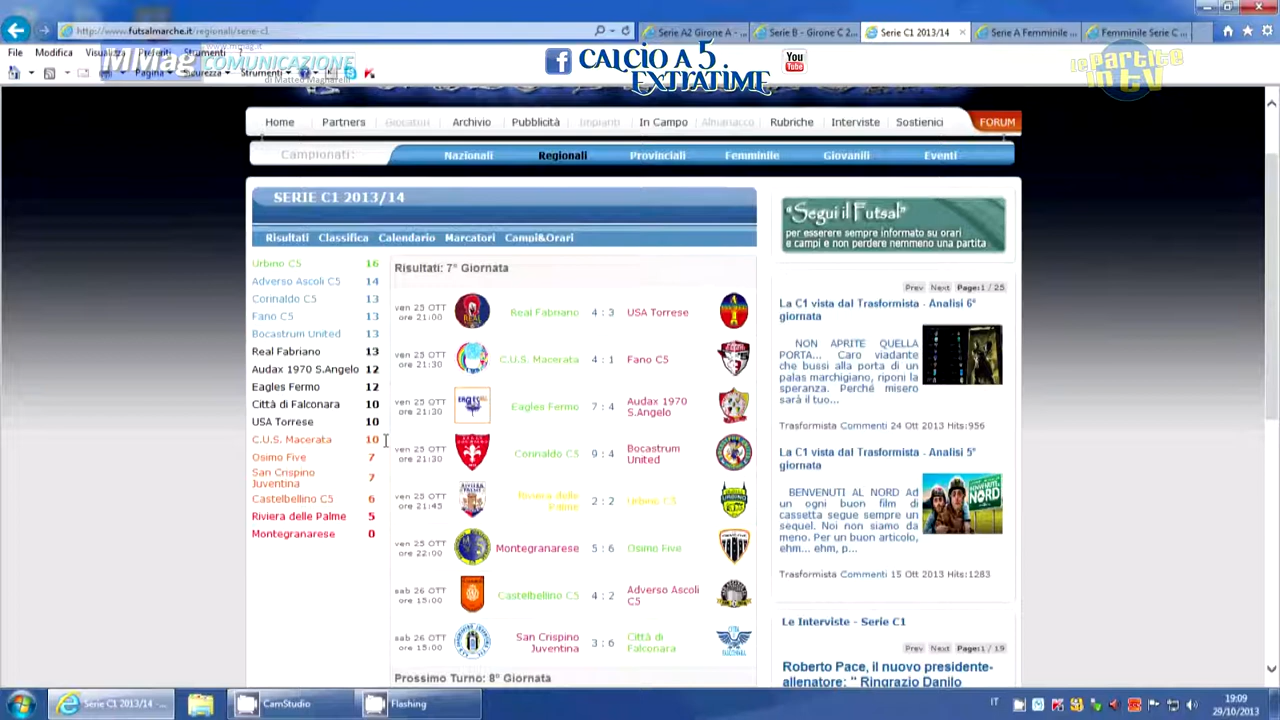 http://www.futsalmarche.it/regionali/serie-c1
Serie A2 Girone A - ...
Serie B - Girone C 2...
Serie C1 2013/14
Serie A Femminile ...
Femminile Serie C ...
File Modifica Visualizza Preferiti Strumenti
www.mmag.it
MMag COMUNICAZIONE
di Matteo Magnarelli
Pagina Sicurezza Strumenti
CALCIO A 5
EXTRATIME
You Tube
le partite in tv
Home Partners Giocatori Archivio Pubblicità Impianti In Campo Almanacco Rubriche Interviste Sostienici FORUM
Campionati: Nazionali Regionali Provinciali Femminile Giovanili Eventi
SERIE C1 2013/14
Risultati Classifica Calendario Marcatori Campi&Orari
Urbino C5 16
Adverso Ascoli C5 14
Corinaldo C5 13
Fano C5 13
Bocastrum United 13
Real Fabriano 13
Audax 1970 S.Angelo 12
Eagles Fermo 12
Città di Falconara 10
USA Torrese 10
C.U.S. Macerata 10
Osimo Five 7
San Crispino
Juventina 7
Castelbellino C5 6
Riviera delle Palme 5
Montegranarese 0
Risultati: 7° Giornata
ven 25 OTT
ore 21:00
Real Fabriano 4 : 3 USA Torrese
ven 25 OTT
ore 21:30
C.U.S. Macerata 4 : 1 Fano C5
ven 25 OTT
ore 21:30
Eagles Fermo 7 : 4 Audax 1970
S.Angelo
ven 25 OTT
ore 21:30
Corinaldo C5 9 : 4 Bocastrum
United
ven 25 OTT
ore 21:45
Riviera delle
Palme 2 : 2 Urbino C5
ven 25 OTT
ore 22:00
Montegranarese 5 : 6 Osimo Five
sab 26 OTT
ore 15:00
Castelbellino C5 4 : 2 Adverso Ascoli
C5
sab 26 OTT
ore 15:00
San Crispino
Juventina 3 : 6 Città di
Falconara
Prossimo Turno: 8° Giornata
"Segui il Futsal"
per essere sempre informato su orari
e campi e non perdere nemmeno una partita
Prev Next Page:1 / 25
La C1 vista dal Trasformista - Analisi 6°
giornata
NON APRITE QUELLA
PORTA... Caro viadante
che bussi alla porta di un
palas marchigiano, riponi la
speranza. Perché misero
sarà il tuo...
Trasformista Commenti 24 Ott 2013 Hits:956
La C1 vista dal Trasformista - Analisi 5°
giornata
BENVENUTI AL NORD Ad
un ogni buon film di
cassetta segue sempre un
sequel. Noi non siamo da
meno. Per un buon articolo,
ehm... ehm, p...
Trasformista Commenti 15 Ott 2013 Hits:1283
Le Interviste - Serie C1
Prev Next Page:1 / 19
Roberto Pace, il nuovo presidente-
allenatore: " Ringrazio Danilo
Serie C1 2013/14 -...
CamStudio
Flashing
IT
19:09
29/10/2013